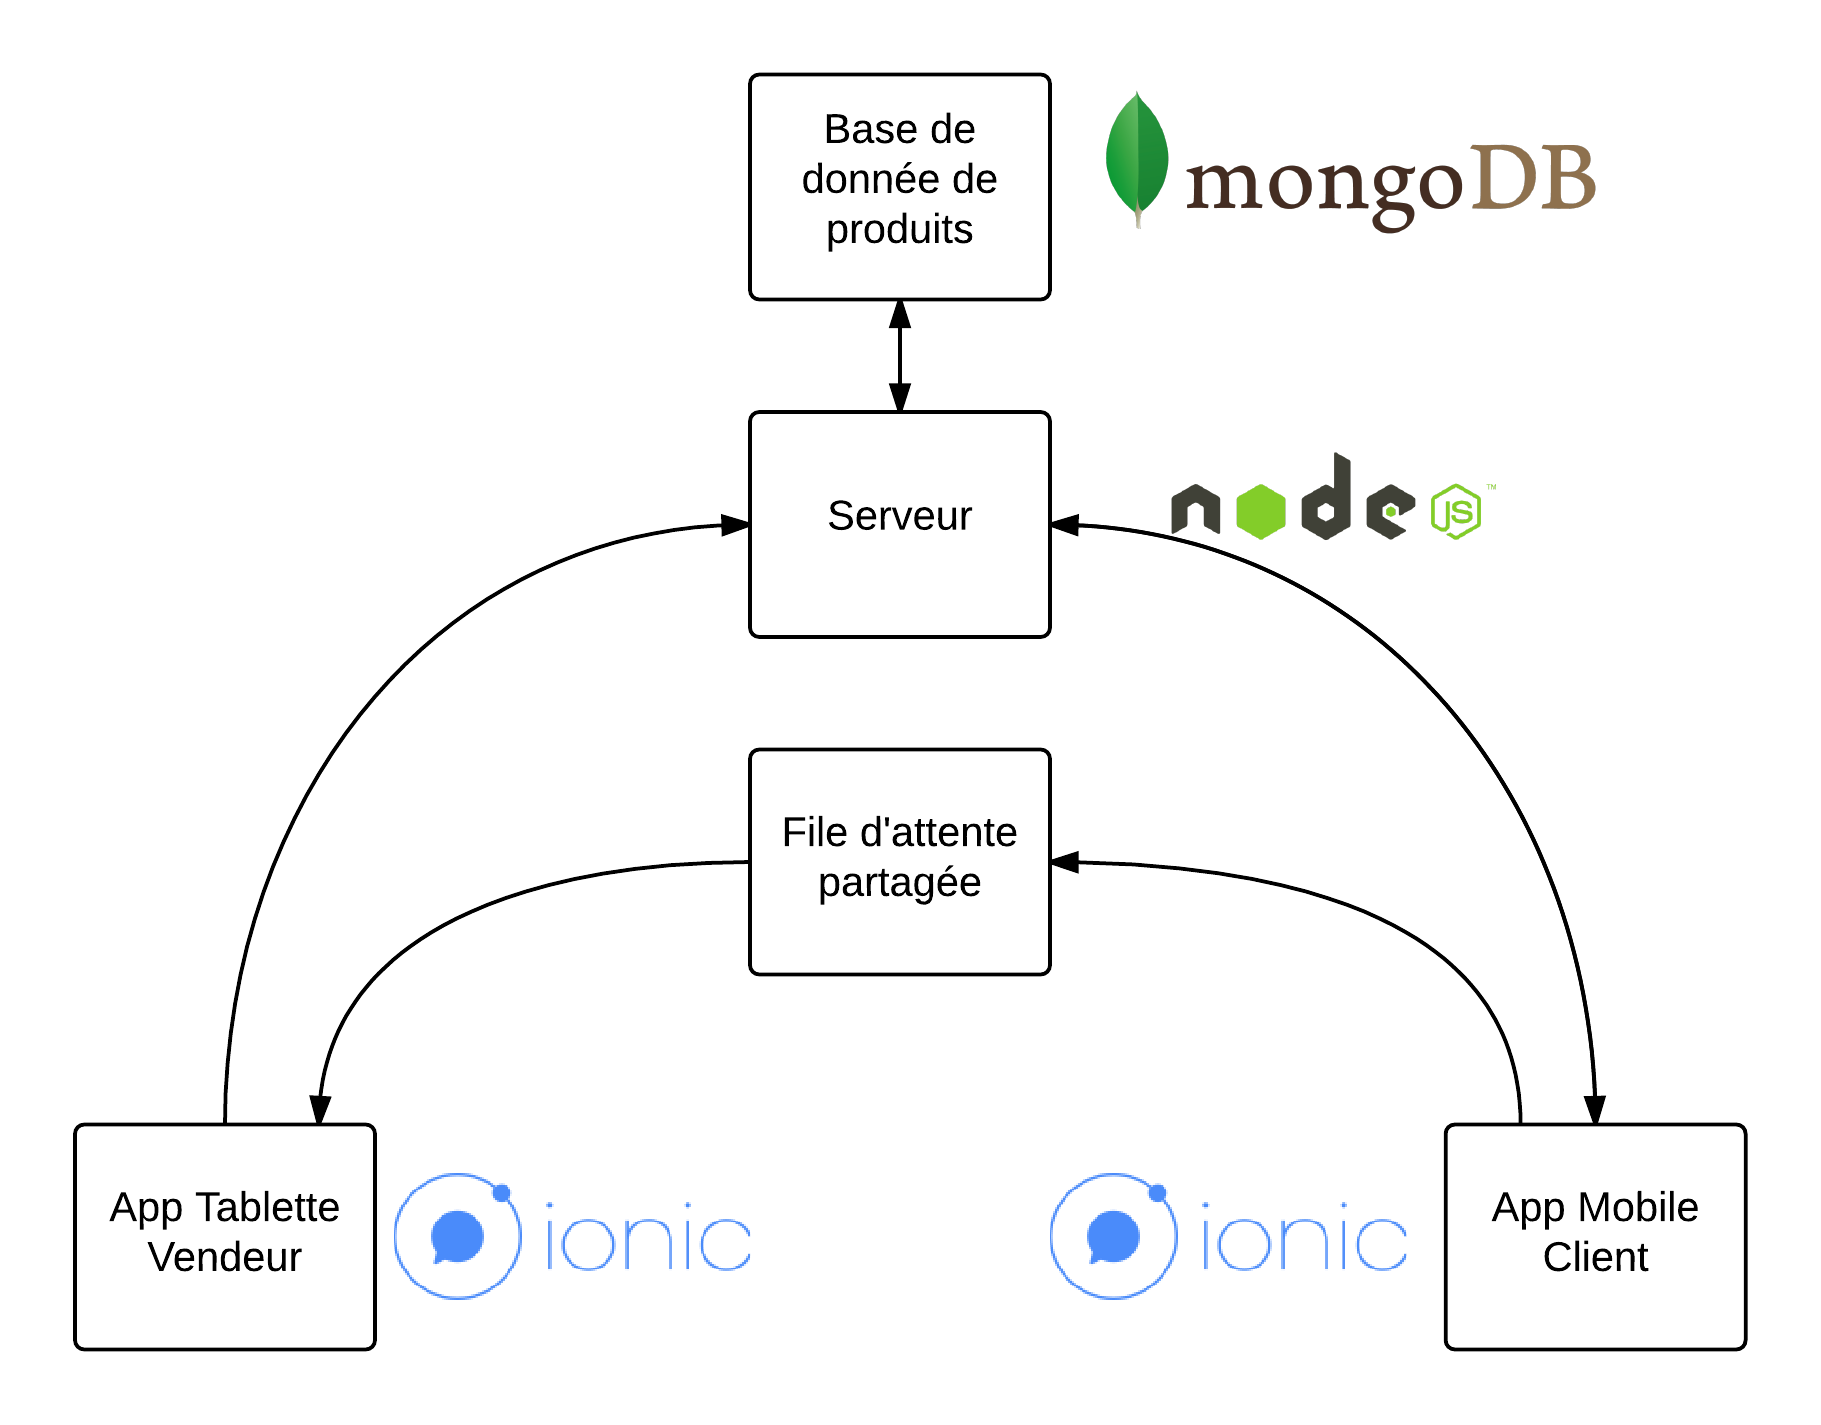 Base de
donnée de
produits
mongoDB
Serveur
node JS ™
File d'attente
partagée
App Tablette
Vendeur
ionic
ionic
App Mobile
Client